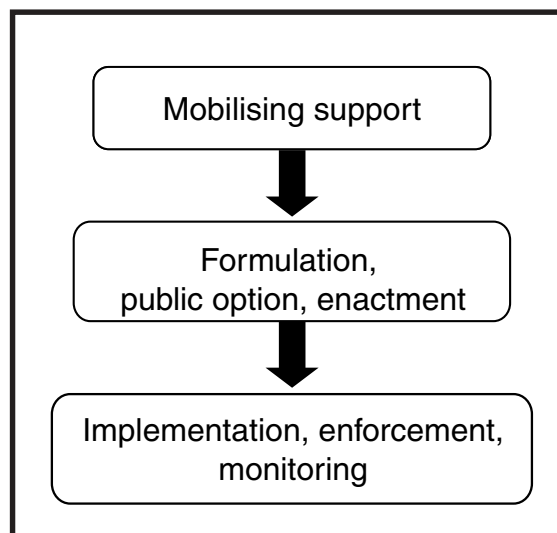 Mobilising support
Formulation,
public option, enactment
Implementation, enforcement,
monitoring